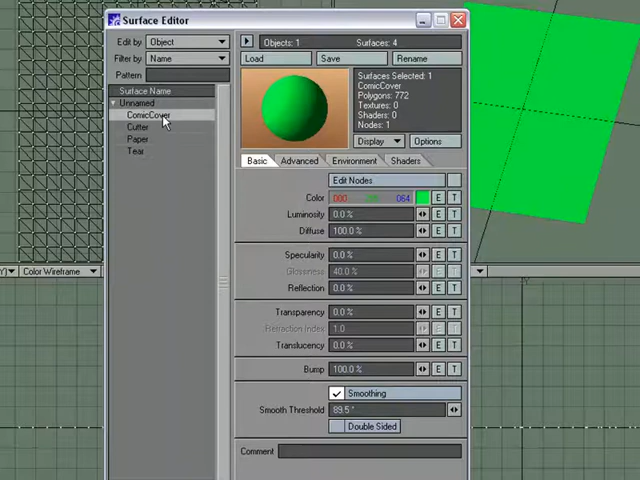 Surface Editor
Edit by Object
Objects: 1 Surfaces: 4
Filter by Name
Load Save Rename
Pattern
Surface Name
Unnamed
ComicCover
Cutter
Paper
Tear
Surfaces Selected: 1
ComicCover
Polygons: 772
Textures: 0
Shaders: 0
Nodes: 1
Display Options
Basic Advanced Environment Shaders
Edit Nodes
Color 000 064 E T
Luminosity 0.0 % E T
Diffuse 100.0 % E T
Specularity 0.0 % E T
Glossiness 40.0 % E T
Reflection 0.0 % E T
Color Wireframe
Transparency 0.0 % E T
Refraction Index 1.0 E T
Translucency 0.0 % E T
Bump 100.0 % E T
Smoothing
Smooth Threshold 89.5 °
Double Sided
Comment